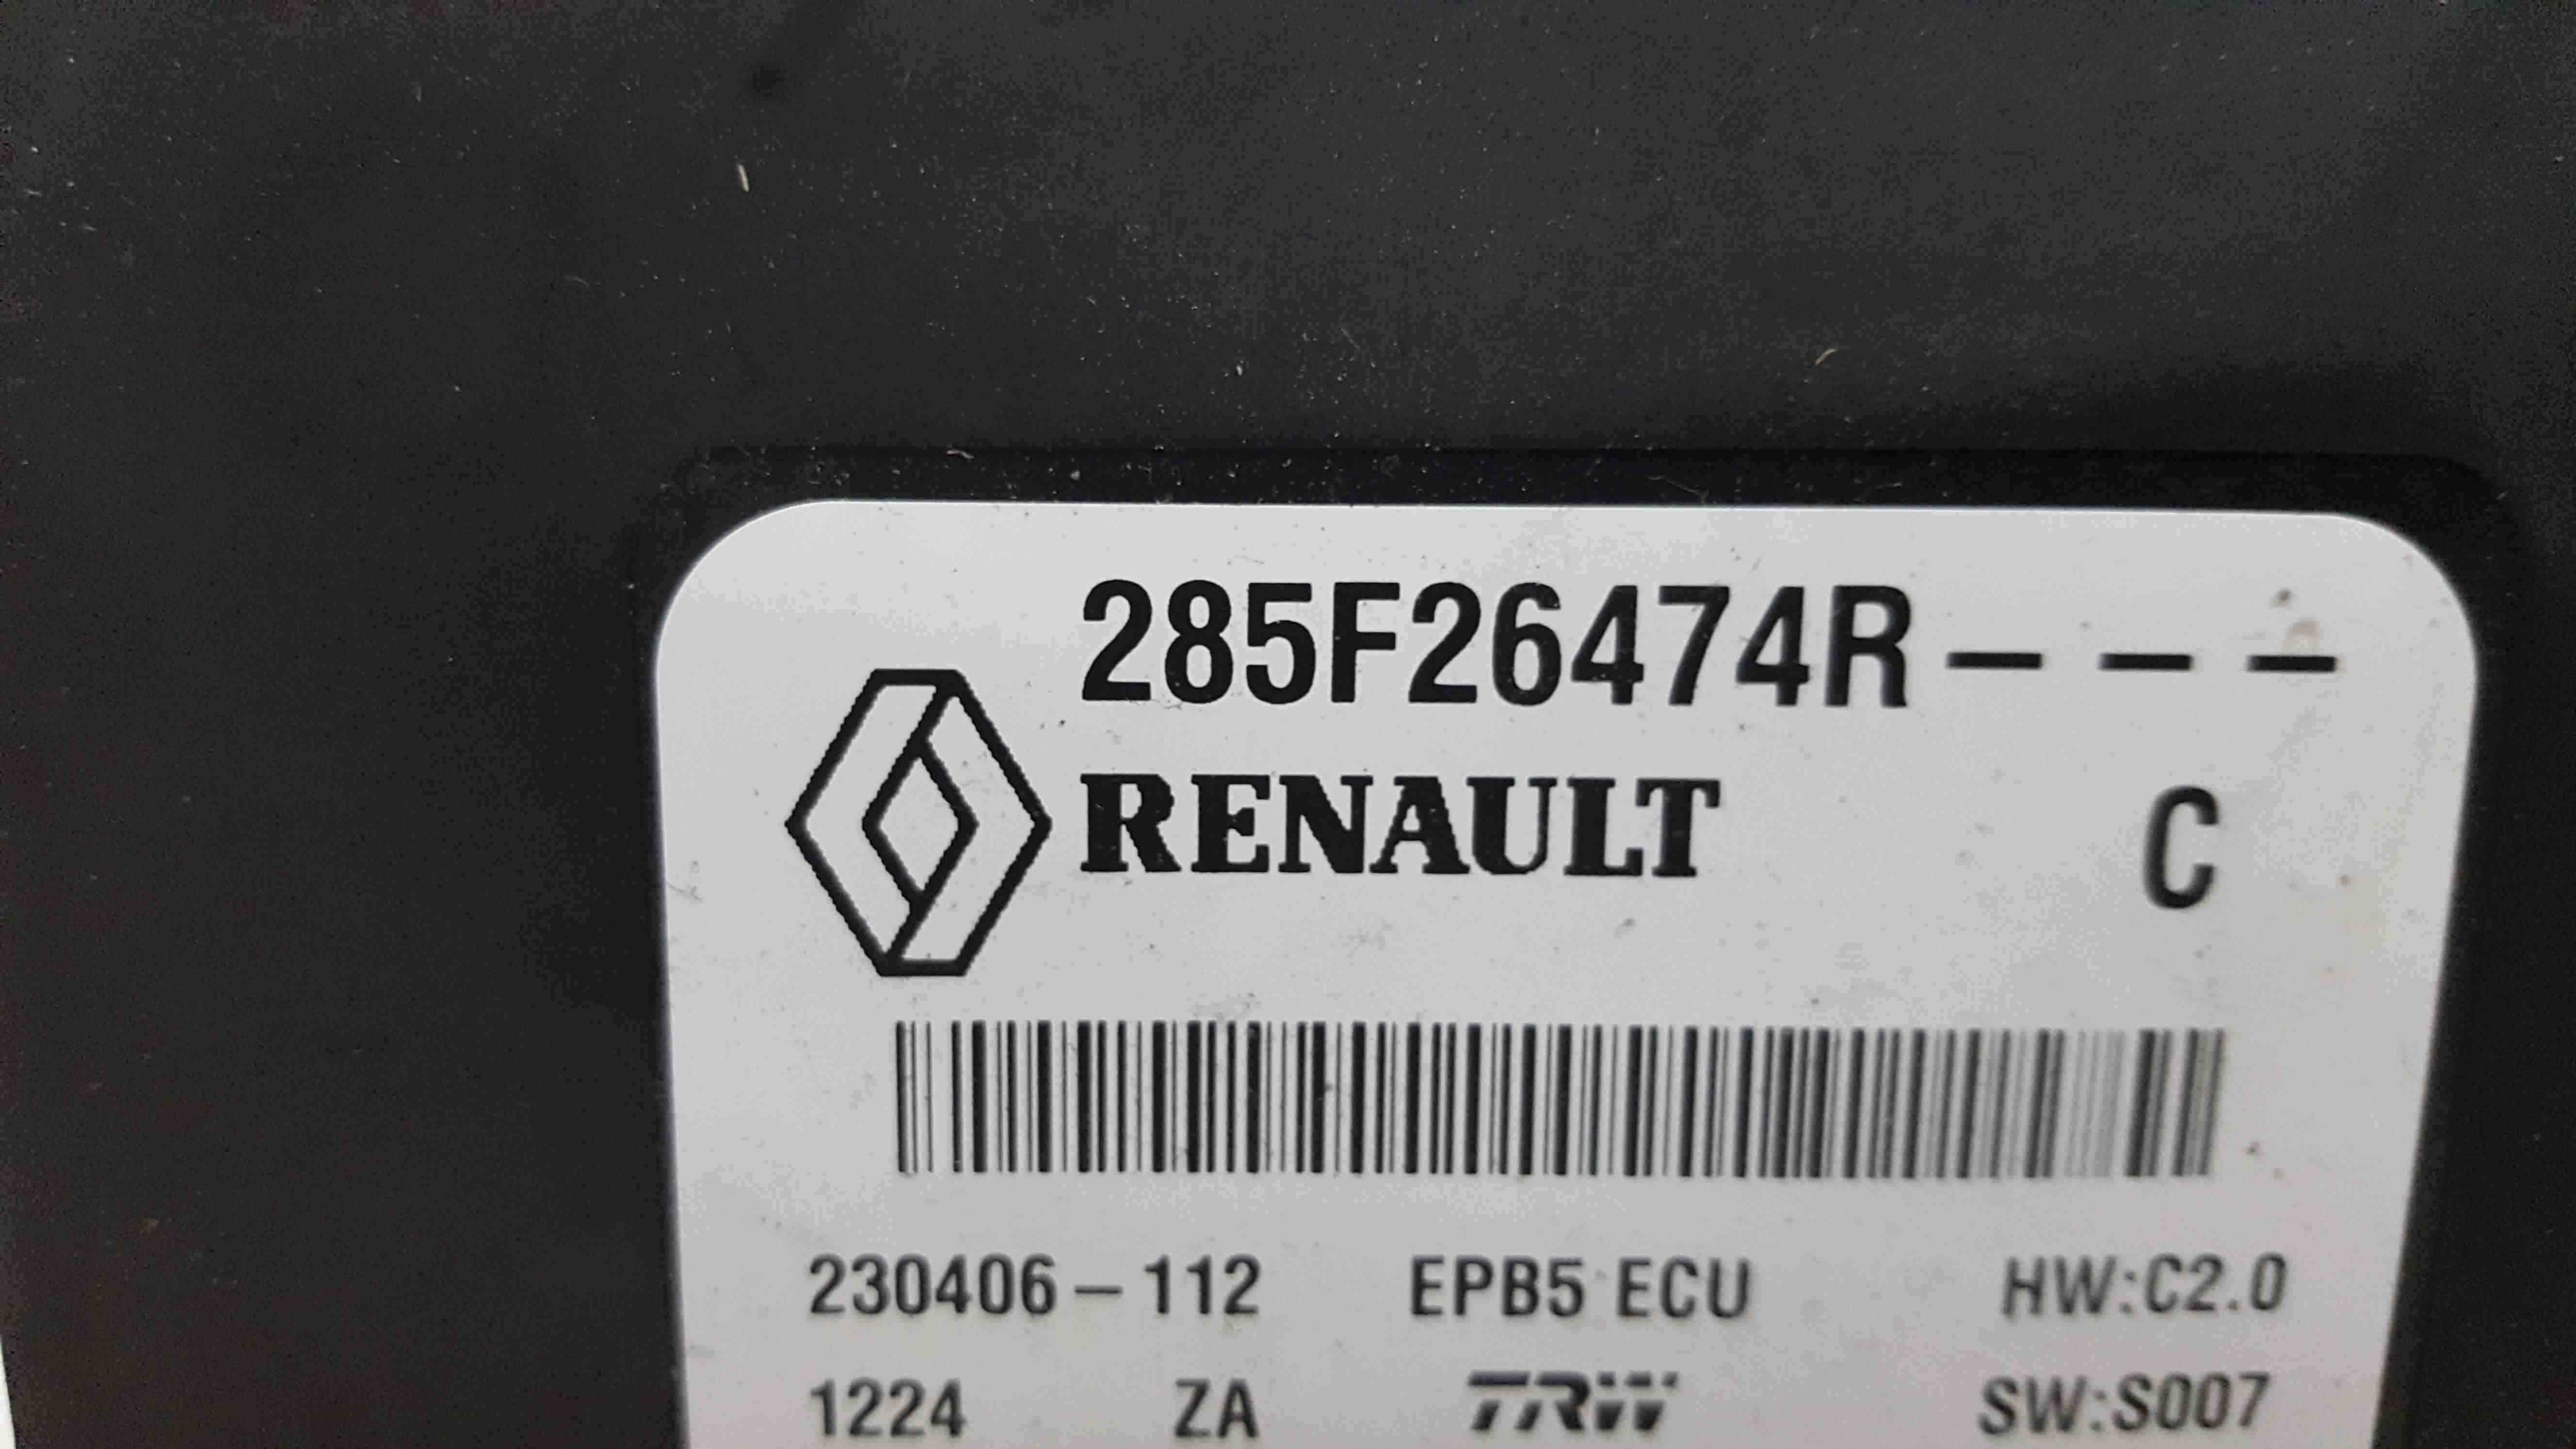 285F26474R---
RENAULT C
230406-112 EPB5 ECU HW:C2.0
1224 ZA TRW SW:S007